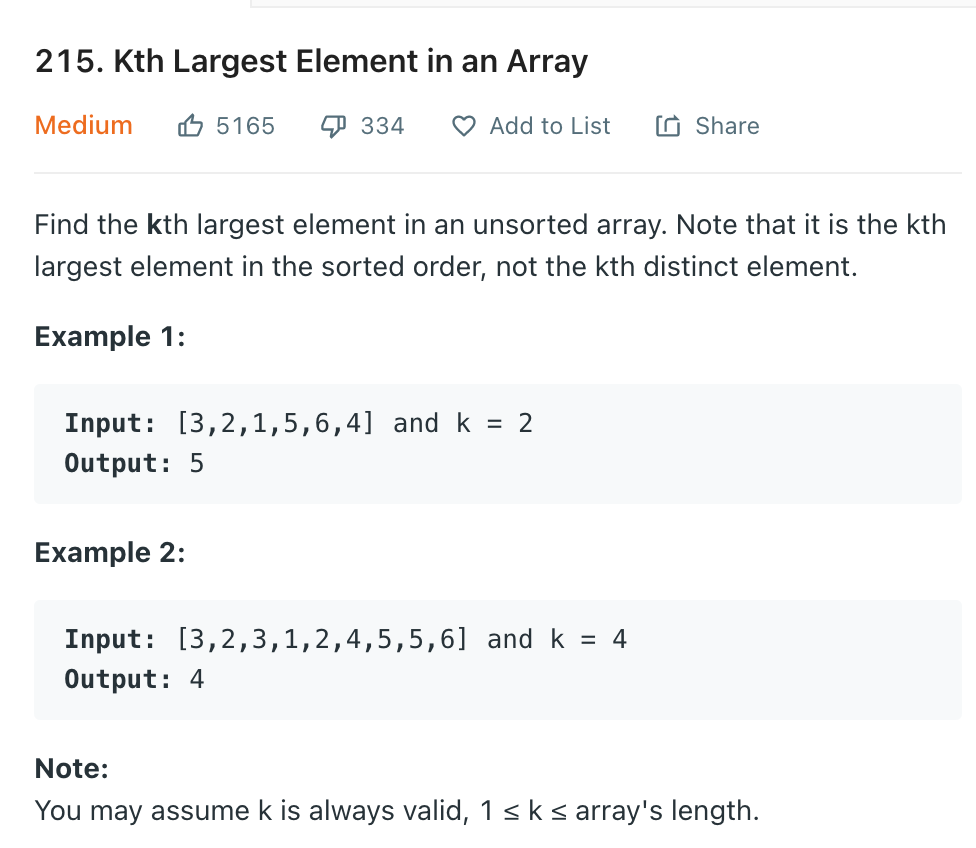 215. Kth Largest Element in an Array
Medium 5165 334 Add to List Share
Find the kth largest element in an unsorted array. Note that it is the kth
largest element in the sorted order, not the kth distinct element.
Example 1:
Input: [3,2,1,5,6,4] and k = 2
Output: 5
Example 2:
Input: [3,2,3,1,2,4,5,5,6] and k = 4
Output: 4
Note:
You may assume k is always valid, 1 ≤ k ≤ array's length.